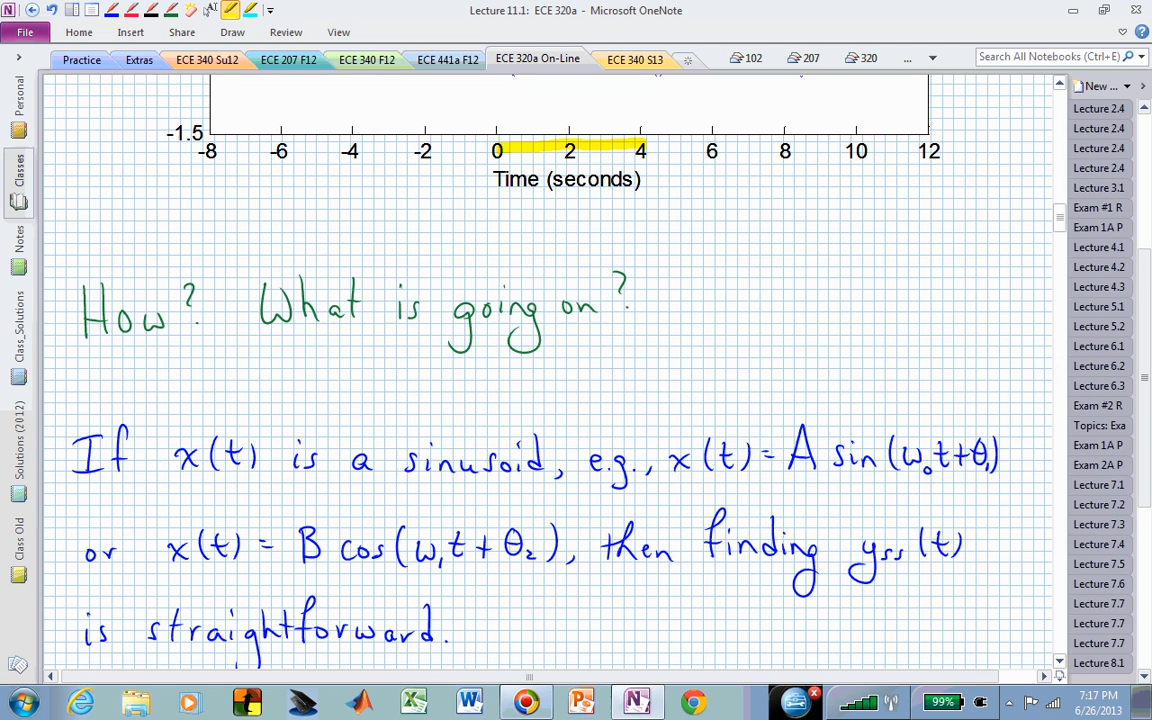 Lecture 11.1: ECE 320a - Microsoft OneNote
File Home Insert Draw Review View
Practice Extras ECE 340 Su12 ECE 207 F12 ECE 340 F12 ECE 441a F12 ECE 320a On-Line ECE 340 S13 102 207 320 ... Search All Notebooks (Ctrl+E)
Personal
Classes
Notes
Class_Solutions
Solutions (2012)
Class Old
-1.5
-8 -6 -4 -2 0 2 4 6 8 10 12
Time (seconds)
How? What is going on?
If x(t) is a sinusoid, e.g., x(t) = A sin(ω₀t+θ₁)
or x(t) = B cos(ω₁t + θ₂), then finding yss(t)
is straightforward.
New ...
Lecture 2.4
Lecture 2.4
Lecture 2.4
Lecture 2.4
Lecture 3.1
Exam #1 R
Exam 1A P
Lecture 4.1
Lecture 4.2
Lecture 4.3
Lecture 5.1
Lecture 5.2
Lecture 6.1
Lecture 6.2
Lecture 6.3
Exam #2 R
Topics: Exa
Exam 1A P
Exam 2A P
Lecture 7.1
Lecture 7.2
Lecture 7.3
Lecture 7.4
Lecture 7.5
Lecture 7.6
Lecture 7.7
Lecture 7.7
Lecture 7.7
Lecture 8.1
99%
7:17 PM
6/26/2013